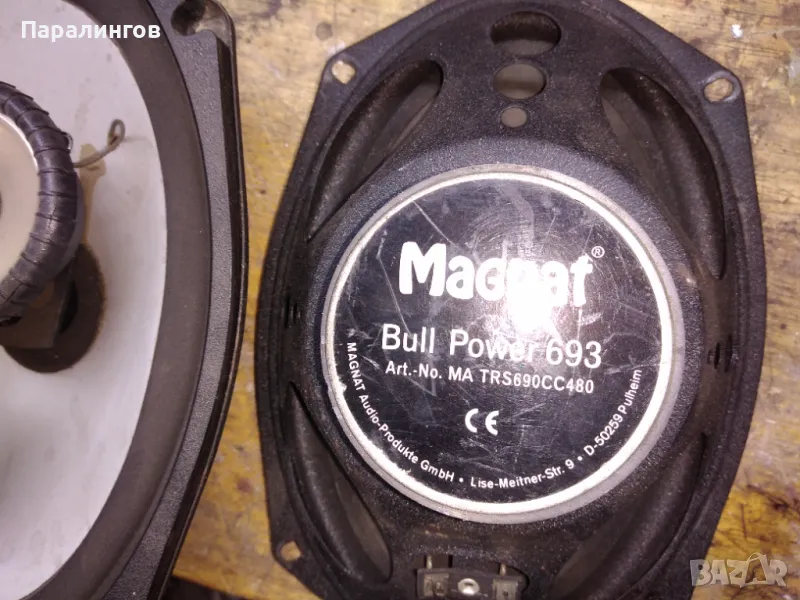 Паралингов
Magnat®
Bull Power 693
Art.-No. MA TRS690CC480
CE
MAGNAT Audio-Produkte GmbH • Lise-Meitner-Str. 9 • D-50259 Pulheim
BAZAR